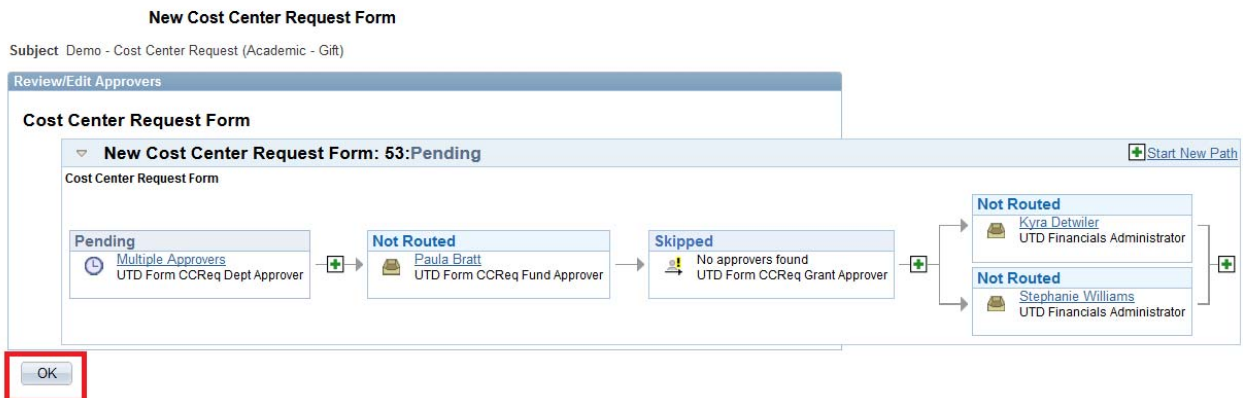 New Cost Center Request Form
Subject Demo - Cost Center Request (Academic - Gift)
Review/Edit Approvers
Cost Center Request Form
New Cost Center Request Form: 53:Pending
Start New Path
Cost Center Request Form
Pending
Multiple Approvers
UTD Form CCReq Dept Approver
Not Routed
Paula Bratt
UTD Form CCReq Fund Approver
Skipped
No approvers found
UTD Form CCReq Grant Approver
Not Routed
Kyra Detwiler
UTD Financials Administrator
Not Routed
Stephanie Williams
UTD Financials Administrator
OK